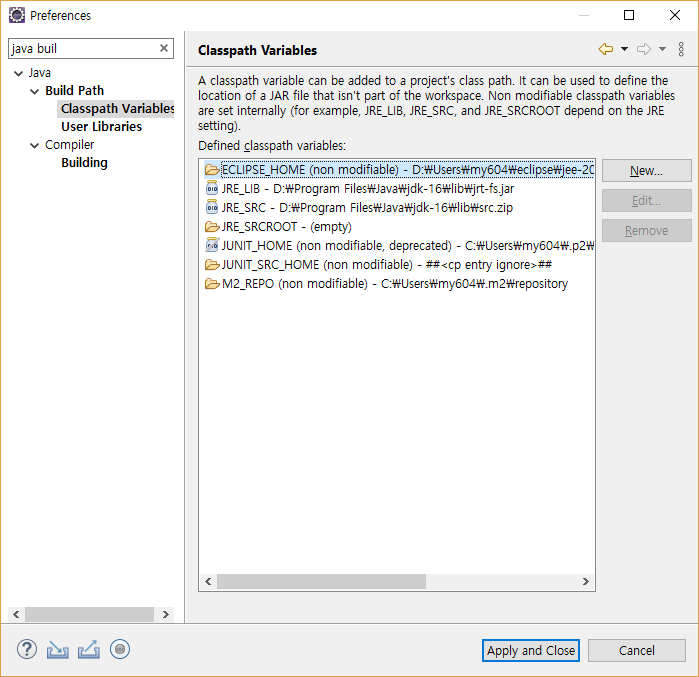 Preferences
java buil
Java
Build Path
Classpath Variables
User Libraries
Compiler
Building
Classpath Variables
A classpath variable can be added to a project's class path. It can be used to define the
location of a JAR file that isn't part of the workspace. Non modifiable classpath variables
are set internally (for example, JRE_LIB, JRE_SRC, and JRE_SRCROOT depend on the JRE
setting).
Defined classpath variables:
ECLIPSE_HOME (non modifiable) - D:₩Users₩my604₩eclipse₩jee-20
JRE_LIB - D:₩Program Files₩Java₩jdk-16₩lib₩jrt-fs.jar
JRE_SRC - D:₩Program Files₩Java₩jdk-16₩lib₩src.zip
JRE_SRCROOT - (empty)
JUNIT_HOME (non modifiable, deprecated) - C:₩Users₩my604₩.p2₩
JUNIT_SRC_HOME (non modifiable) - ##<cp entry ignore>##
M2_REPO (non modifiable) - C:₩Users₩my604₩.m2₩repository
New...
Edit...
Remove
Apply and Close
Cancel